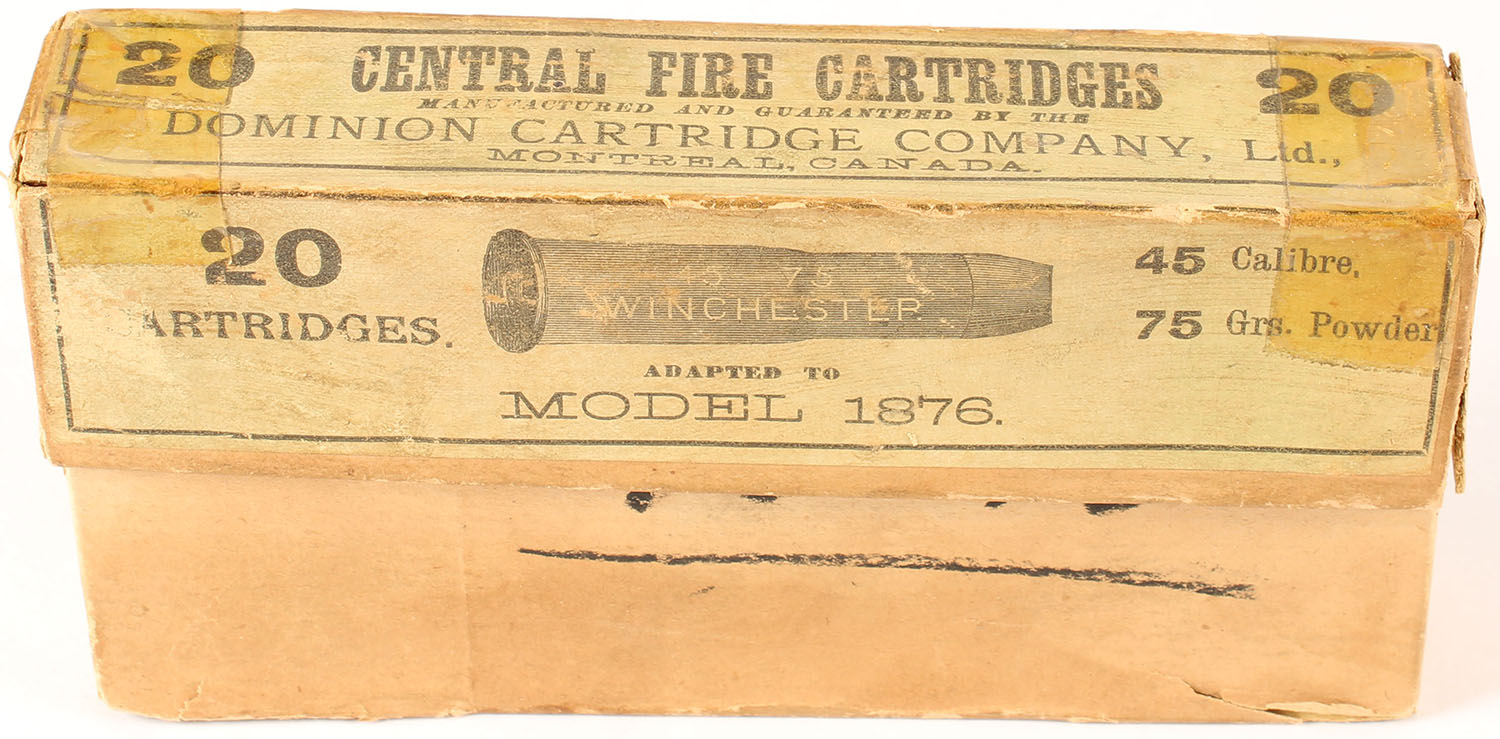 20 CENTRAL FIRE CARTRIDGES 20
MANUFACTURED AND GUARANTEED BY THE
DOMINION CARTRIDGE COMPANY, Ltd.,
MONTREAL, CANADA.
20
CARTRIDGES.
45 75
WINCHESTER
ADAPTED TO
MODEL 1876.
45 Calibre,
75 Grs. Powder